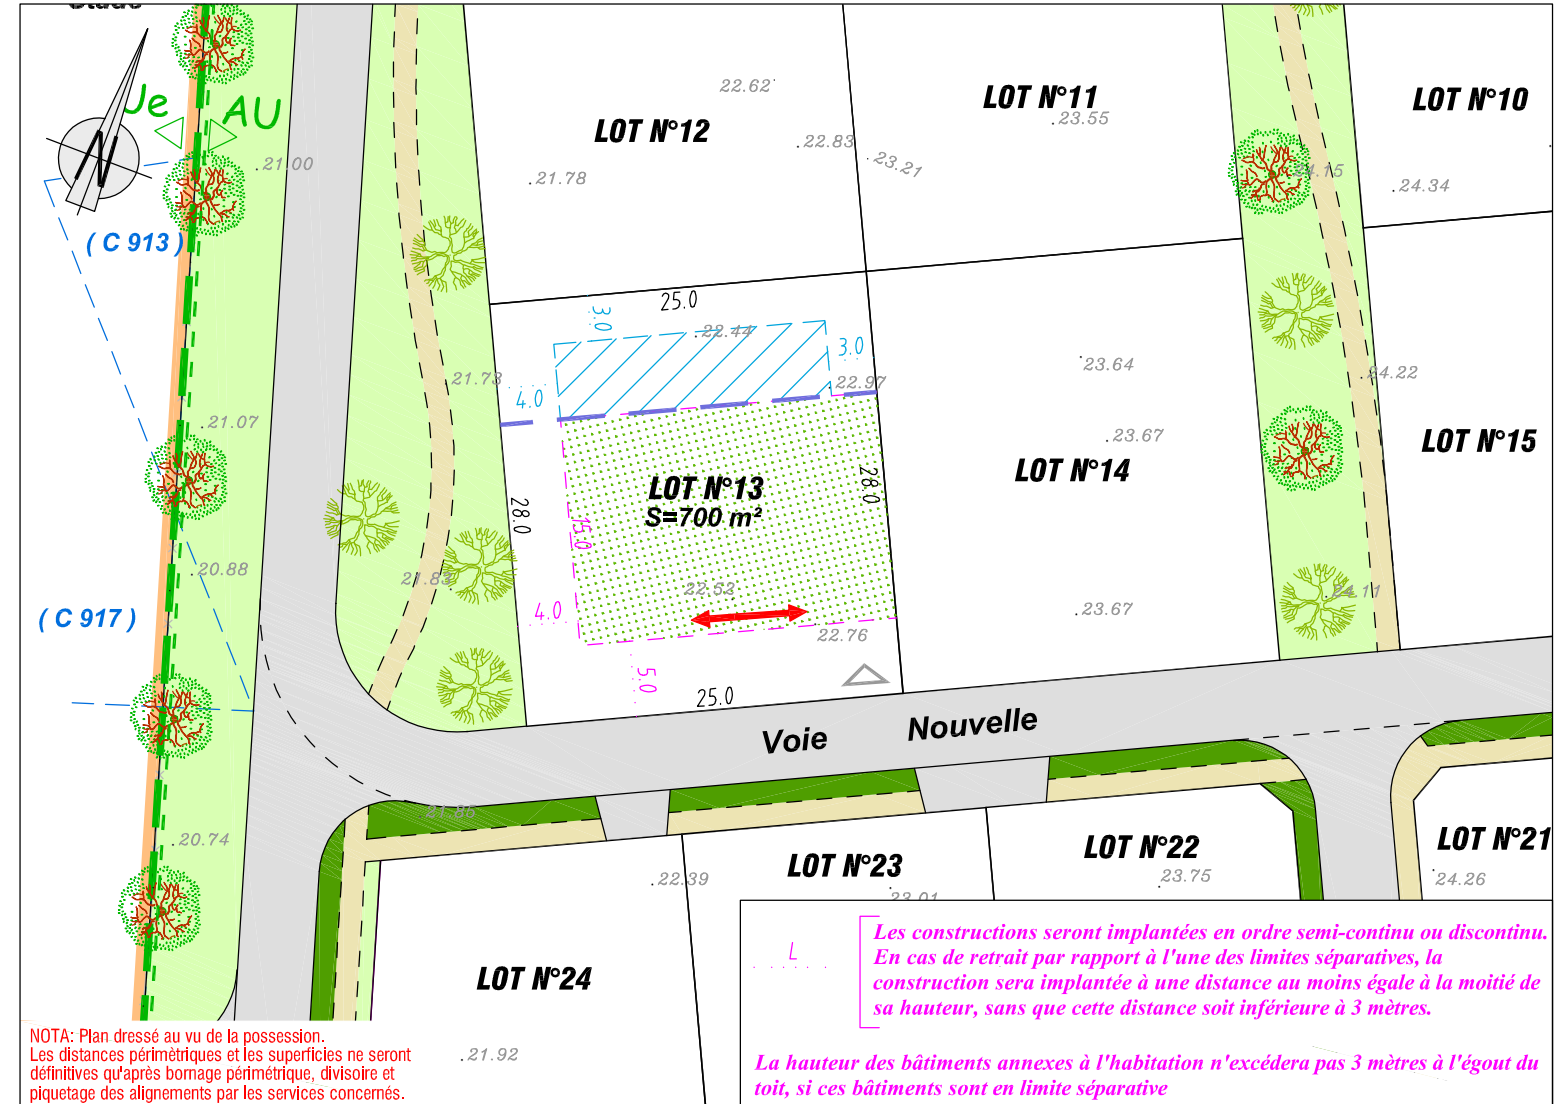 Je
AU
N
( C 913 )
( C 917 )
LOT N°12
LOT N°11
LOT N°10
22.62
23.55
22.83
23.21
21.78
21.00
24.15
24.34
25.0
3.0
22.44
3.0
21.73
4.0
22.97
23.64
24.22
21.07
23.67
LOT N°15
LOT N°14
LOT N°13
S=700 m²
28.0
28.0
15.0
20.88
21.83
22.52
4.0
22.76
23.67
24.11
5.0
25.0
Voie Nouvelle
21.86
20.74
LOT N°23
LOT N°22
LOT N°21
22.39
23.01
23.75
24.26
LOT N°24
21.92
L
Les constructions seront implantées en ordre semi-continu ou discontinu.
En cas de retrait par rapport à l'une des limites séparatives, la
construction sera implantée à une distance au moins égale à la moitié de
sa hauteur, sans que cette distance soit inférieure à 3 mètres.
La hauteur des bâtiments annexes à l'habitation n'excédera pas 3 mètres à l'égout du
toit, si ces bâtiments sont en limite séparative
NOTA: Plan dressé au vu de la possession.
Les distances périmètriques et les superficies ne seront
définitives qu'après bornage périmétrique, divisoire et
piquetage des alignements par les services concernés.